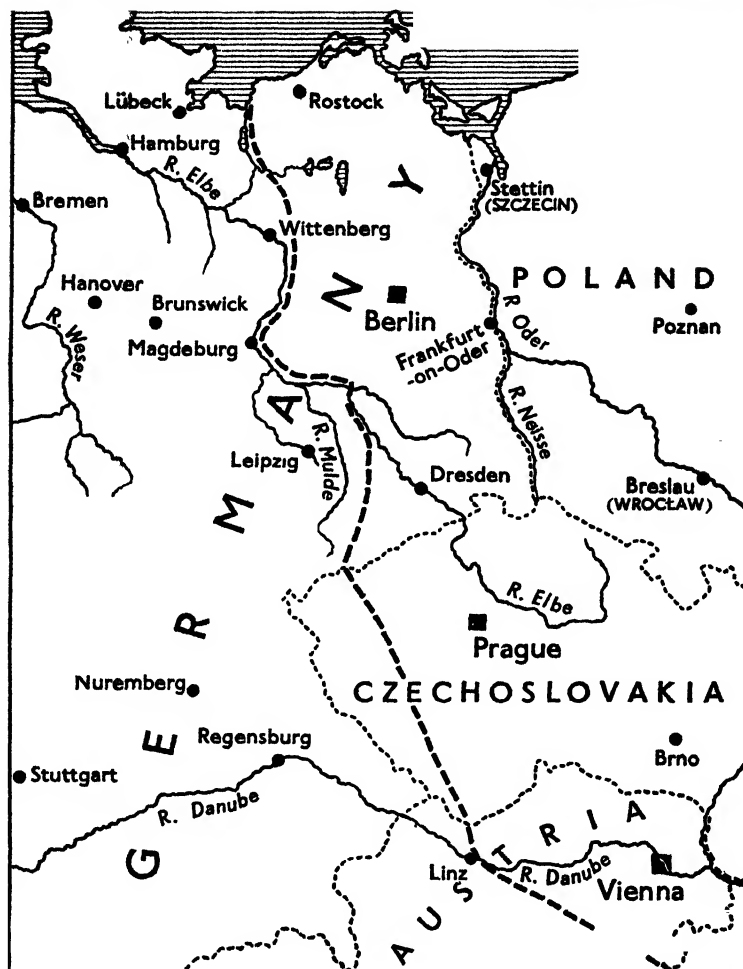 Lübeck
Rostock
Hamburg
R. Elbe
Bremen
Stettin
(SZCZECIN)
Wittenberg
POLAND
Hanover
Brunswick
Berlin
R. Oder
Poznan
R. Weser
Magdeburg
Frankfurt
-on-Oder
R. Neisse
R. Mulde
Leipzig
Dresden
Breslau
(WROCŁAW)
GERMANY
R. Elbe
Prague
Nuremberg
CZECHOSLOVAKIA
Regensburg
Brno
Stuttgart
R. Danube
AUSTRIA
Linz
R. Danube
Vienna